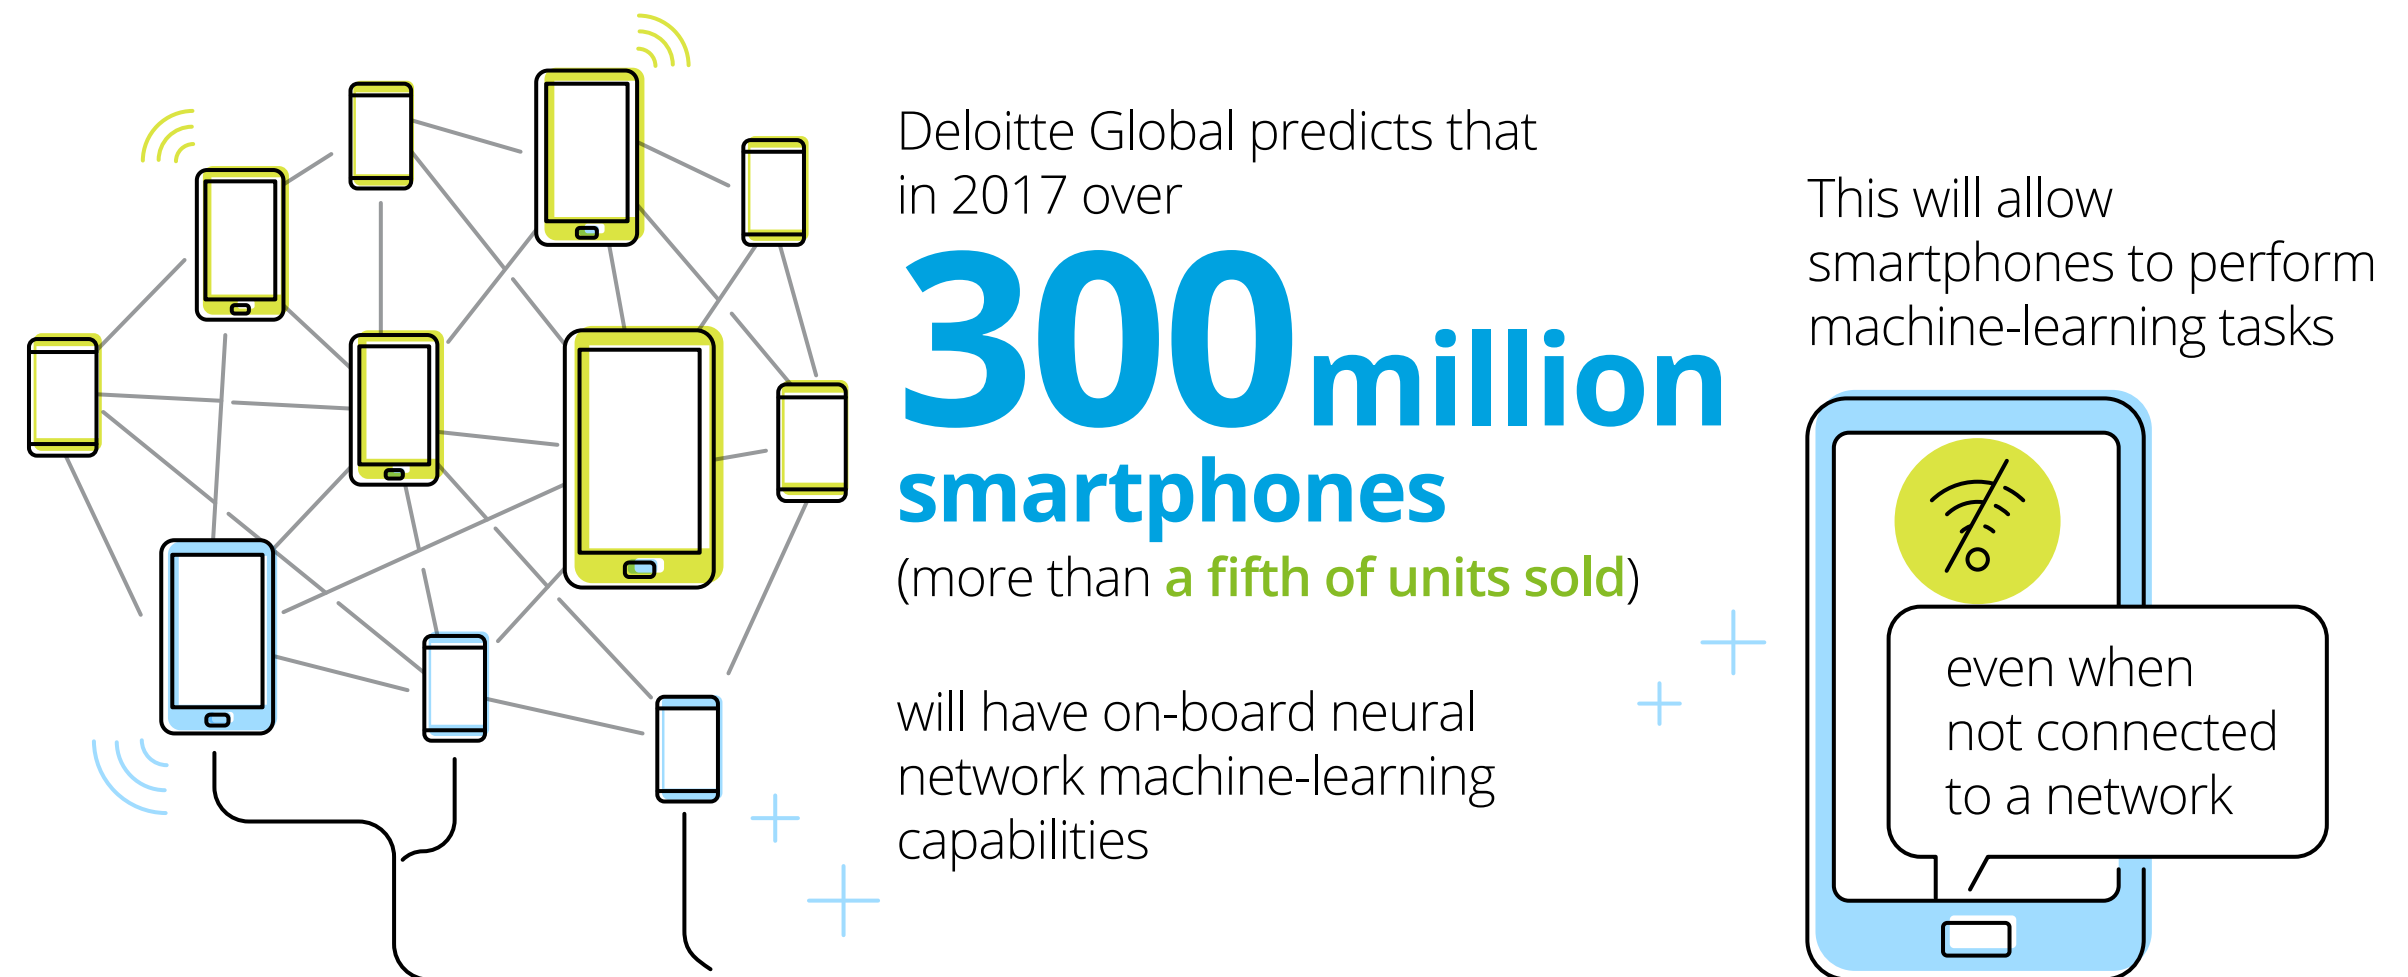 Deloitte Global predicts that
in 2017 over
300 million
smartphones
(more than a fifth of units sold)
will have on-board neural
network machine-learning
capabilities
This will allow
smartphones to perform
machine-learning tasks
even when
not connected
to a network